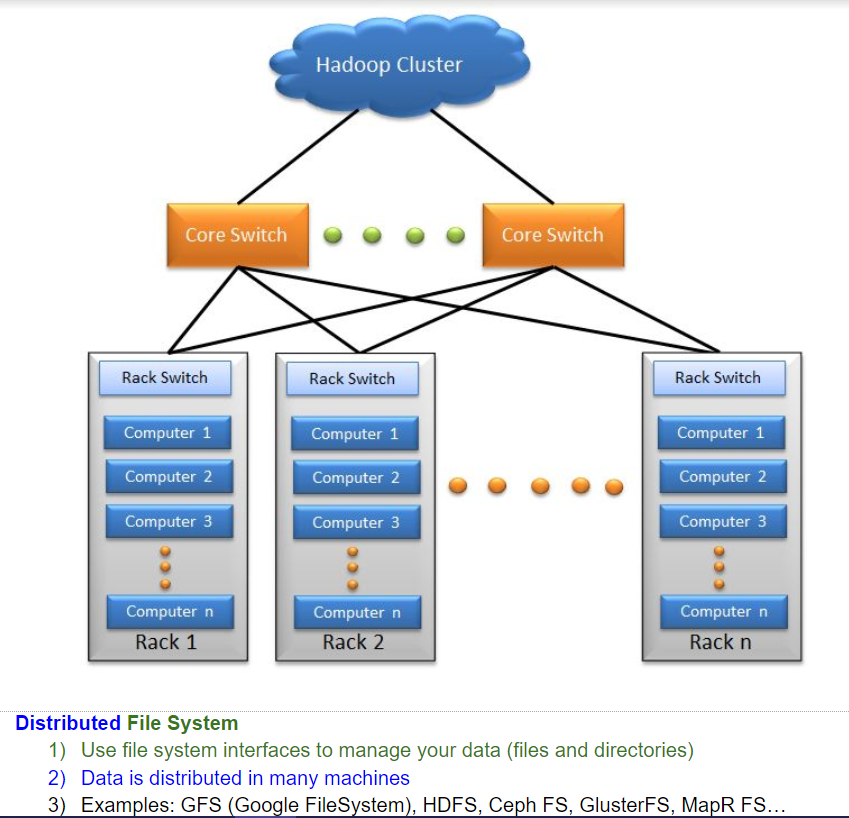 Hadoop Cluster
Core Switch
Core Switch
Rack Switch
Computer 1
Computer 2
Computer 3
Computer n
Rack 1
Rack Switch
Computer 1
Computer 2
Computer 3
Computer n
Rack 2
Rack Switch
Computer 1
Computer 2
Computer 3
Computer n
Rack n
Distributed File System
1) Use file system interfaces to manage your data (files and directories)
2) Data is distributed in many machines
3) Examples: GFS (Google FileSystem), HDFS, Ceph FS, GlusterFS, MapR FS...